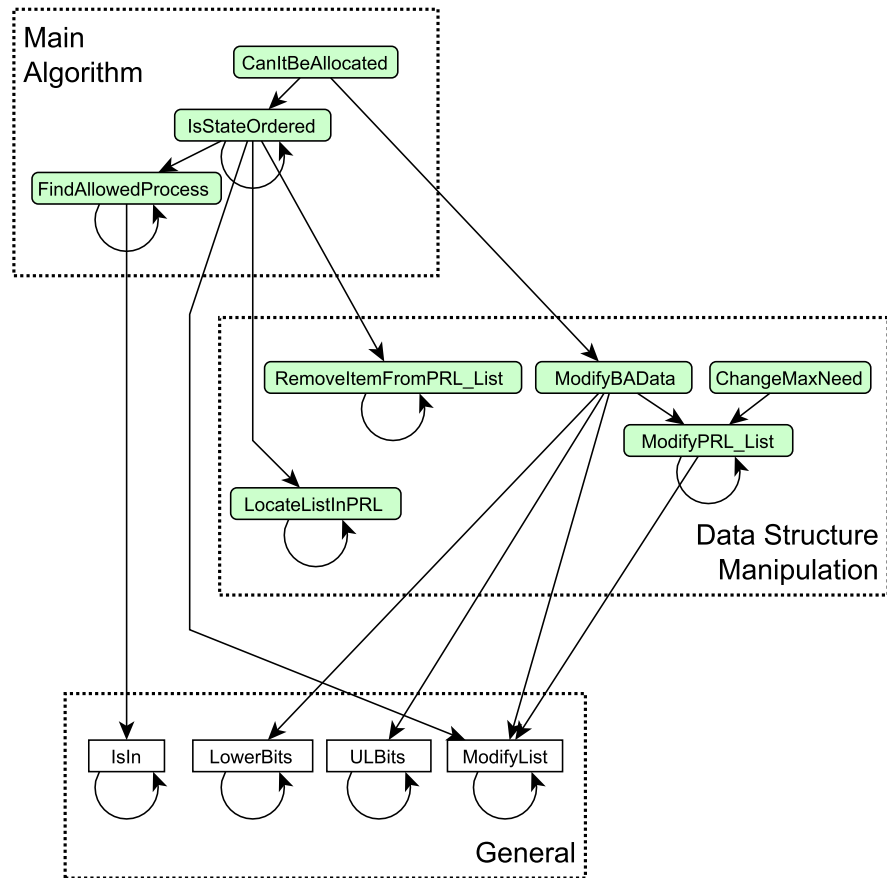 Main
Algorithm
CanItBeAllocated
IsStateOrdered
FindAllowedProcess
RemoveItemFromPRL_List
ModifyBAData
ChangeMaxNeed
ModifyPRL_List
LocateListInPRL
Data Structure
Manipulation
IsIn
LowerBits
ULBits
ModifyList
General